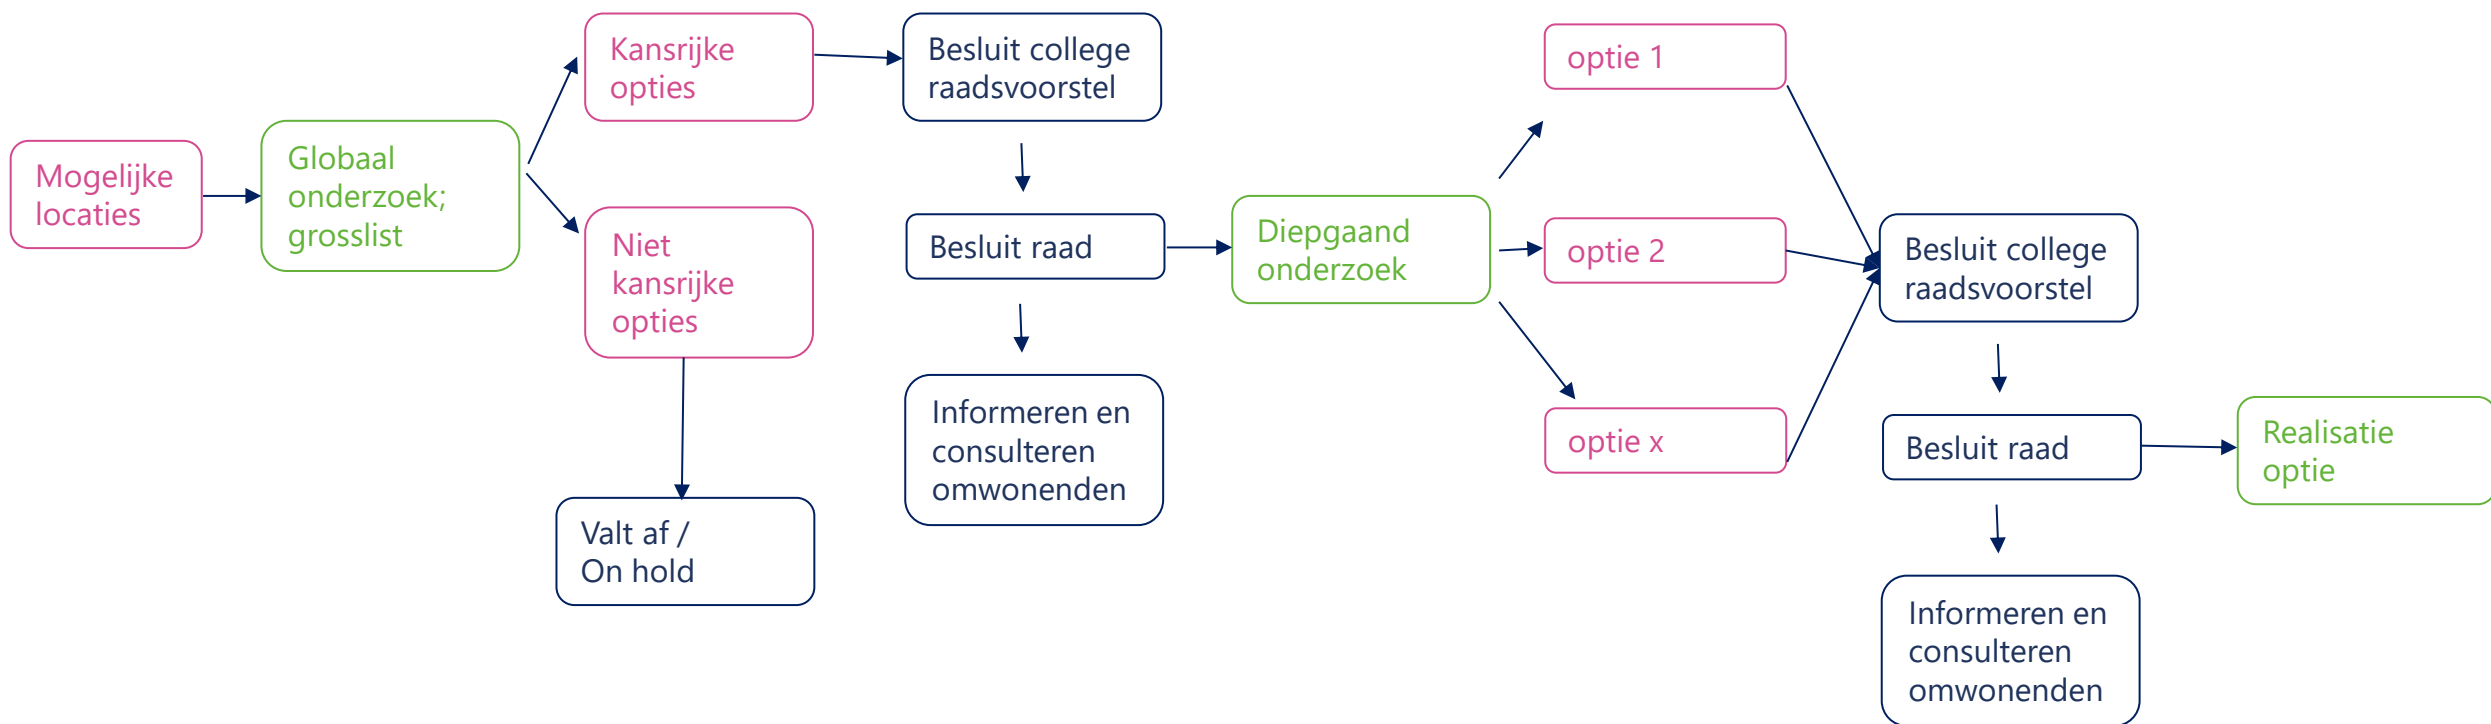 Mogelijke
locaties
Globaal
onderzoek;
grosslist
Kansrijke
opties
Niet
kansrijke
opties
Valt af /
On hold
Besluit college
raadsvoorstel
Besluit raad
Informeren en
consulteren
omwonenden
Diepgaand
onderzoek
optie 1
optie 2
optie x
Besluit college
raadsvoorstel
Besluit raad
Informeren en
consulteren
omwonenden
Realisatie
optie